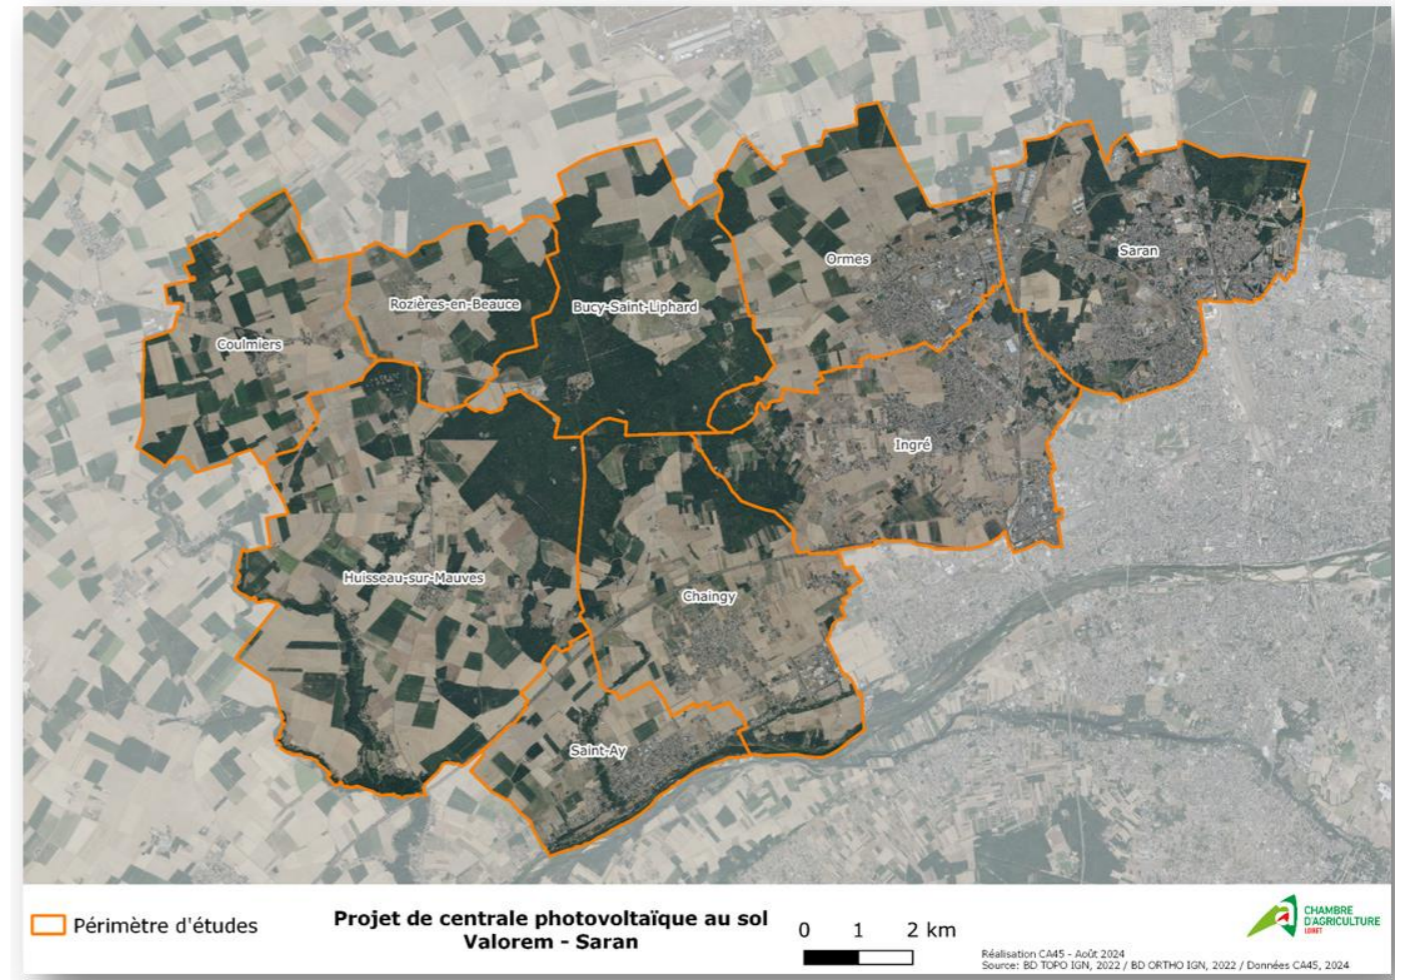 Saran
Ormes
Rozières-en-Beauce
Bucy-Saint-Liphard
Coulmiers
Ingré
Huisseau-sur-Mauves
Chaingy
Saint-Ay
Périmètre d'études
Projet de centrale photovoltaïque au sol
Valorem - Saran
0 1 2 km
CHAMBRE
D'AGRICULTURE
LOIRET
Réalisation CA45 - Août 2024
Source: BD TOPO IGN, 2022 / BD ORTHO IGN, 2022 / Données CA45, 2024